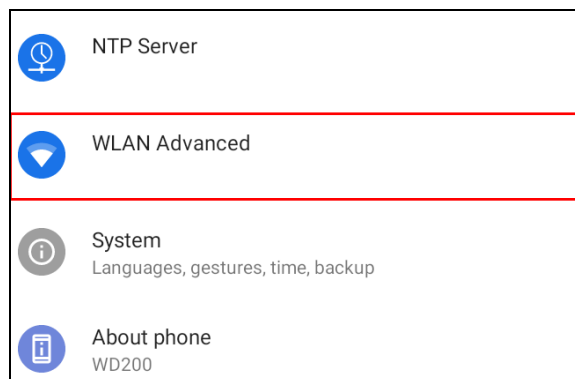 NTP Server
WLAN Advanced
System
Languages, gestures, time, backup
About phone
WD200